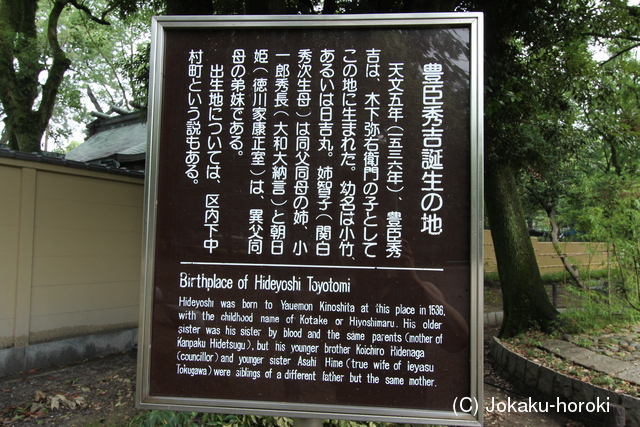 豊臣秀吉誕生の地
天文五年(一五三六年)、豊臣秀
吉は、木下弥右衛門の子として
この地に生まれた。幼名は小竹、
あるいは日吉丸。姉智子(関白
秀次生母)は同父同母の姉、小
一郎秀長(大和大納言)と朝日
姫(徳川家康正室)は、異父同
母の弟妹である。
出生地については、区内下中
村町という説もある。
Birthplace of Hideyoshi Toyotomi
Hideyoshi was born to Yauemon Kinoshita at this place in 1536,
with the childhood name of Kotake or Hiyoshimaru. His older
sister was his sister by blood and the same parents (mother of
Kanpaku Hidetsugu), but his younger brother Koichiro Hidenaga
(councillor) and younger sister Asahi Hime (true wife of Ieyasu
Tokugawa) were siblings of a different father but the same mother.
(C) Jokaku-horoki